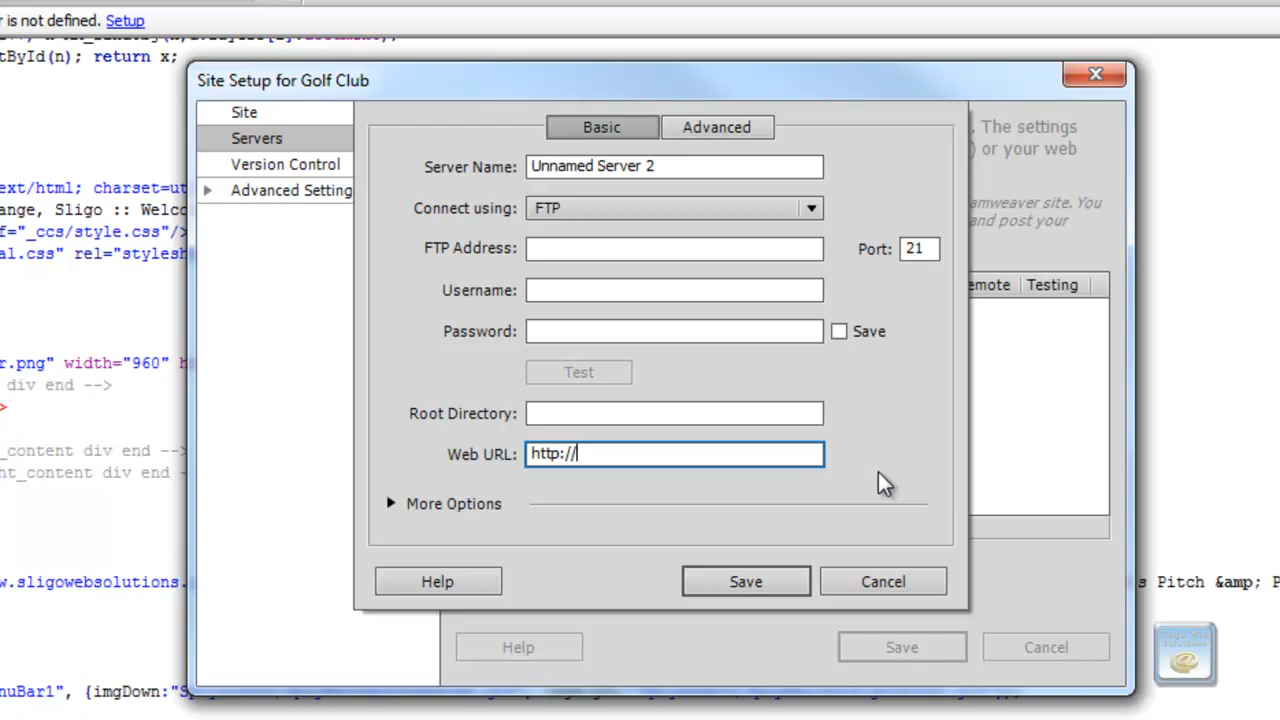 r is not defined. Setup
tById(n); return x;
Site Setup for Golf Club
Site
Servers
Version Control
Advanced Setting
Basic
Advanced
. The settings
) or your web
Server Name: Unnamed Server 2
ext/html; charset=ut
ange, Sligo :: Welco
Connect using: FTP
amweaver site. You
and post your
f="_ccs/style.css"/>
al.css" rel="stylesh
FTP Address:
Port: 21
emote Testing
Username:
Password:
Save
r.png" width="960" h
Test
div end -->
>
Root Directory:
_content div end -->
Web URL: http://
nt_content div end -
More Options
w.sligowebsolutions.
Help
Save
Cancel
s Pitch &amp; P
Help
Save
Cancel
nuBar1", {imgDown:"S